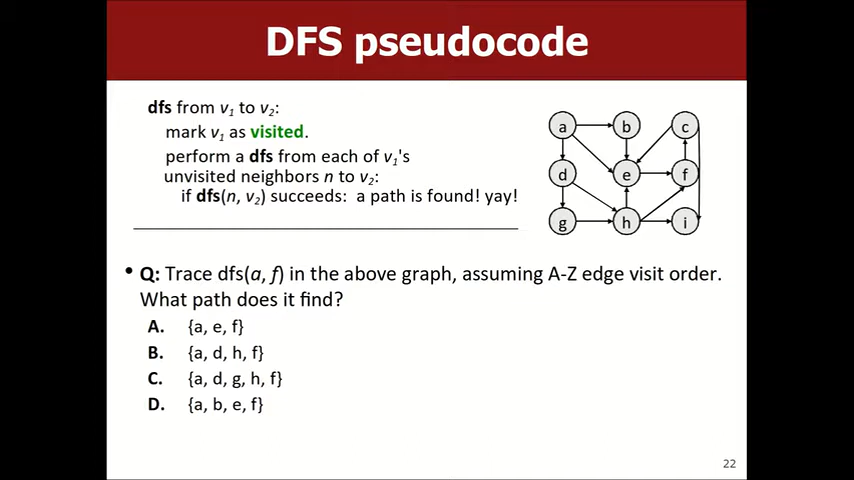 DFS pseudocode
dfs from v1 to v2:
mark v1 as visited.
perform a dfs from each of v1's
unvisited neighbors n to v2:
if dfs(n, v2) succeeds: a path is found! yay!
a b c
d e f
g h i
• Q: Trace dfs(a, f) in the above graph, assuming A-Z edge visit order.
What path does it find?
A. {a, e, f}
B. {a, d, h, f}
C. {a, d, g, h, f}
D. {a, b, e, f}
22